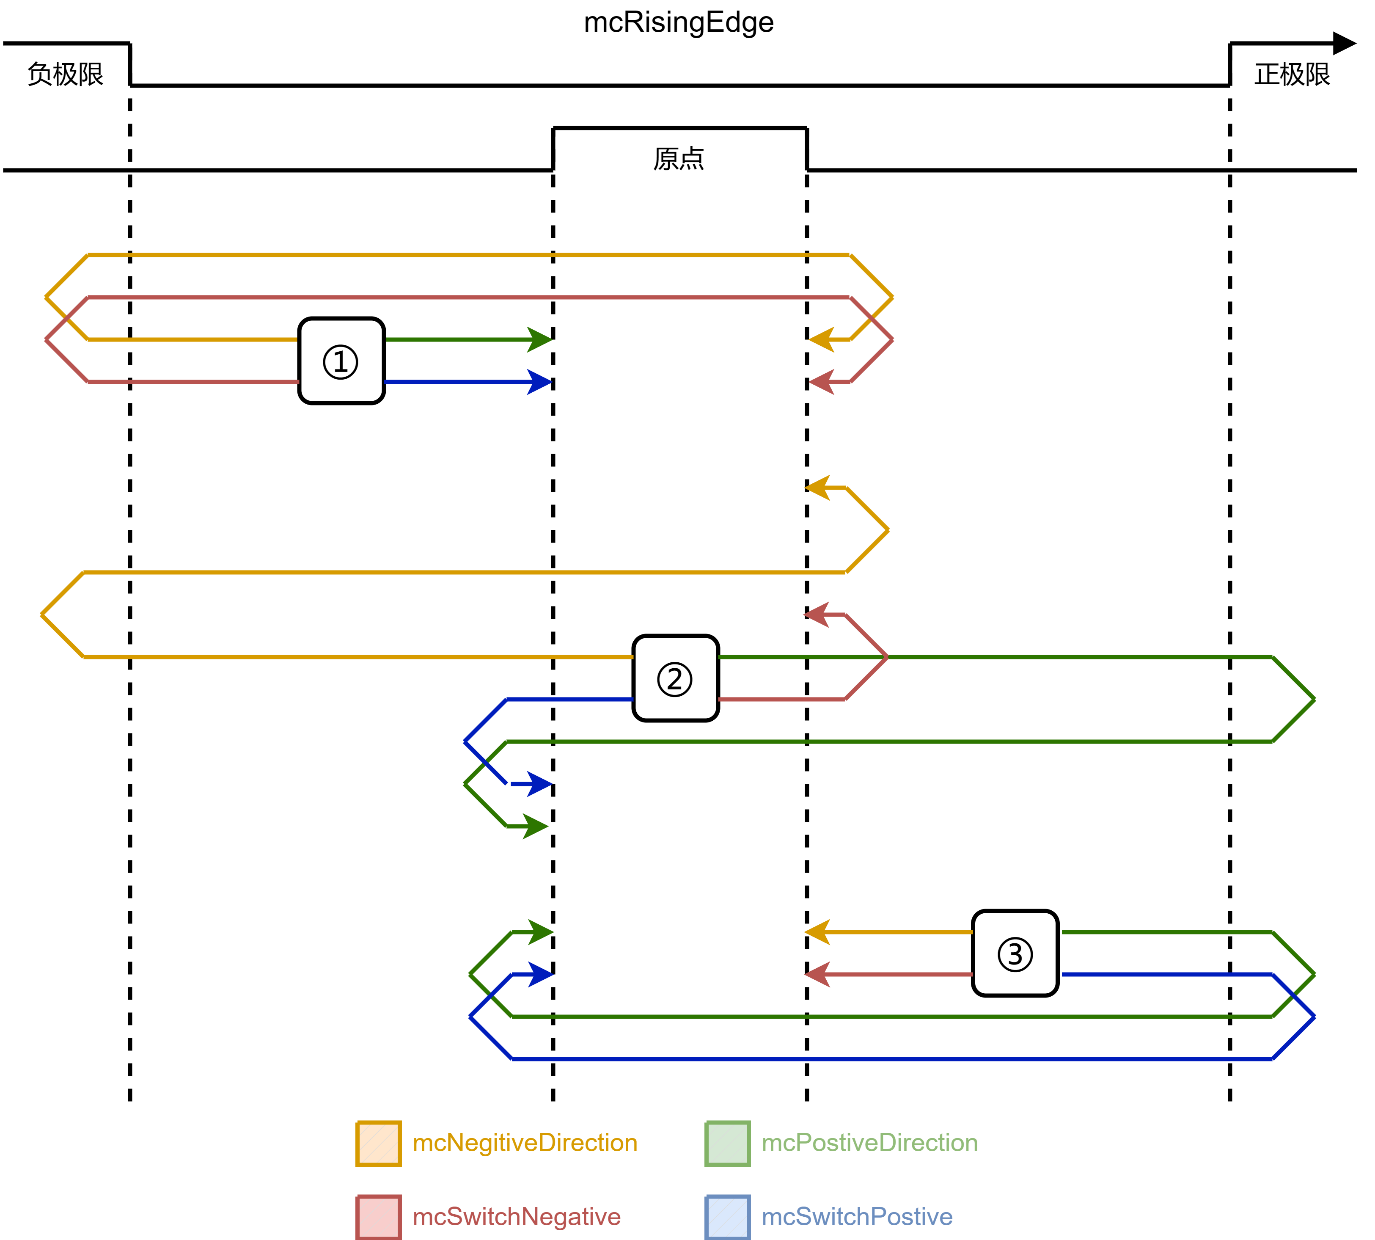 mcRisingEdge
负极限
正极限
原点
①
②
③
mcNegitiveDirection
mcPostiveDirection
mcSwitchNegative
mcSwitchPostive